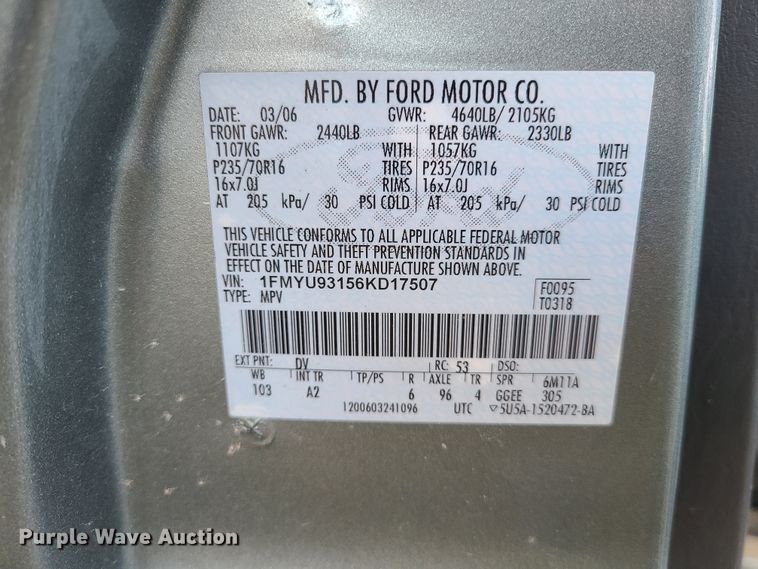 MFD. BY FORD MOTOR CO.
DATE: 03/06 GVWR: 4640LB/ 2105KG
FRONT GAWR: 2440LB REAR GAWR: 2330LB
1107KG WITH 1057KG WITH
P235/70R16 TIRES P235/70R16 TIRES
16x7.0J RIMS 16x7.0J RIMS
AT 205 kPa/ 30 PSI COLD AT 205 kPa/ 30 PSI COLD
THIS VEHICLE CONFORMS TO ALL APPLICABLE FEDERAL MOTOR
VEHICLE SAFETY AND THEFT PREVENTION STANDARDS IN
EFFECT ON THE DATE OF MANUFACTURE SHOWN ABOVE.
VIN: 1FMYU93156KD17507 F0095
TYPE: MPV T0318
EXT PNT: DV RC: 53 DSO:
WB INT TR TP/PS R AXLE TR SPR 6M11A
103 A2 6 96 4 GGEE 305
1200603241096 UTC ▽5U5A-1520472-BA
Ford
Purple Wave Auction